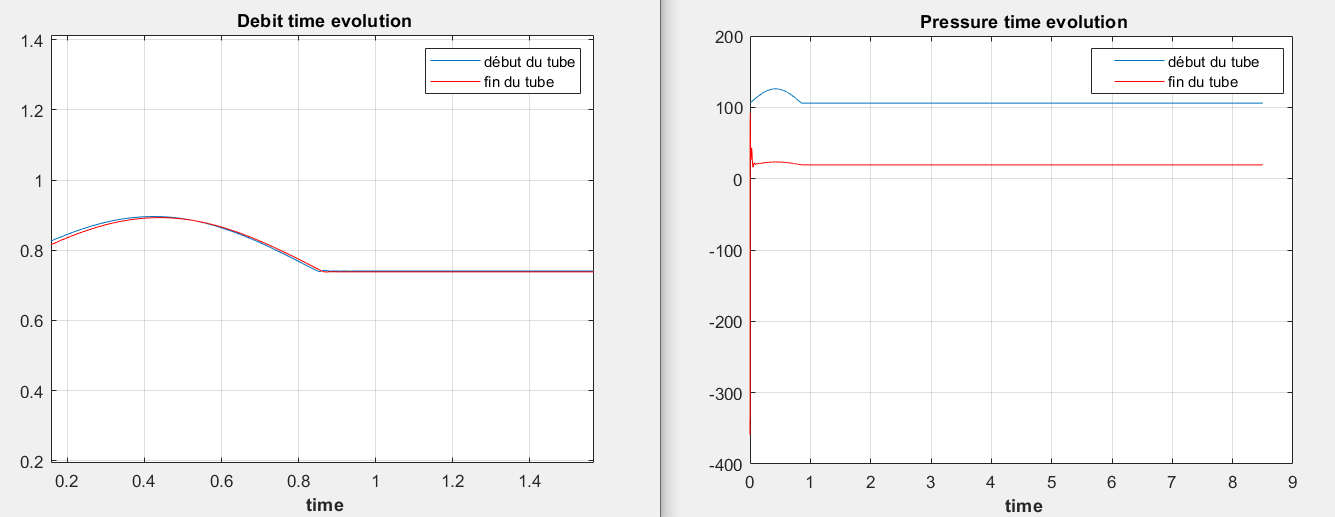 Debit time evolution
1.4
1.2
1
0.8
0.6
0.4
0.2
0.2 0.4 0.6 0.8 1 1.2 1.4
time
début du tube
fin du tube
Pressure time evolution
200
100
0
-100
-200
-300
-400
0 1 2 3 4 5 6 7 8 9
time
début du tube
fin du tube